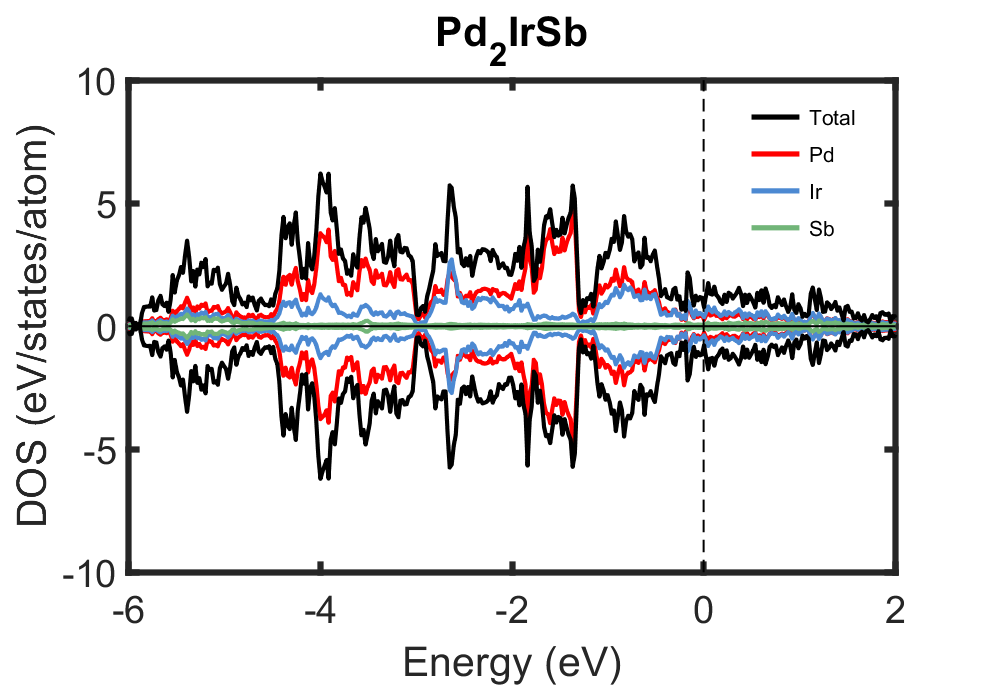 Pd₂IrSb
DOS (eV/states/atom)
10
5
0
-5
-10
Total
Pd
Ir
Sb
-6 -4 -2 0 2
Energy (eV)